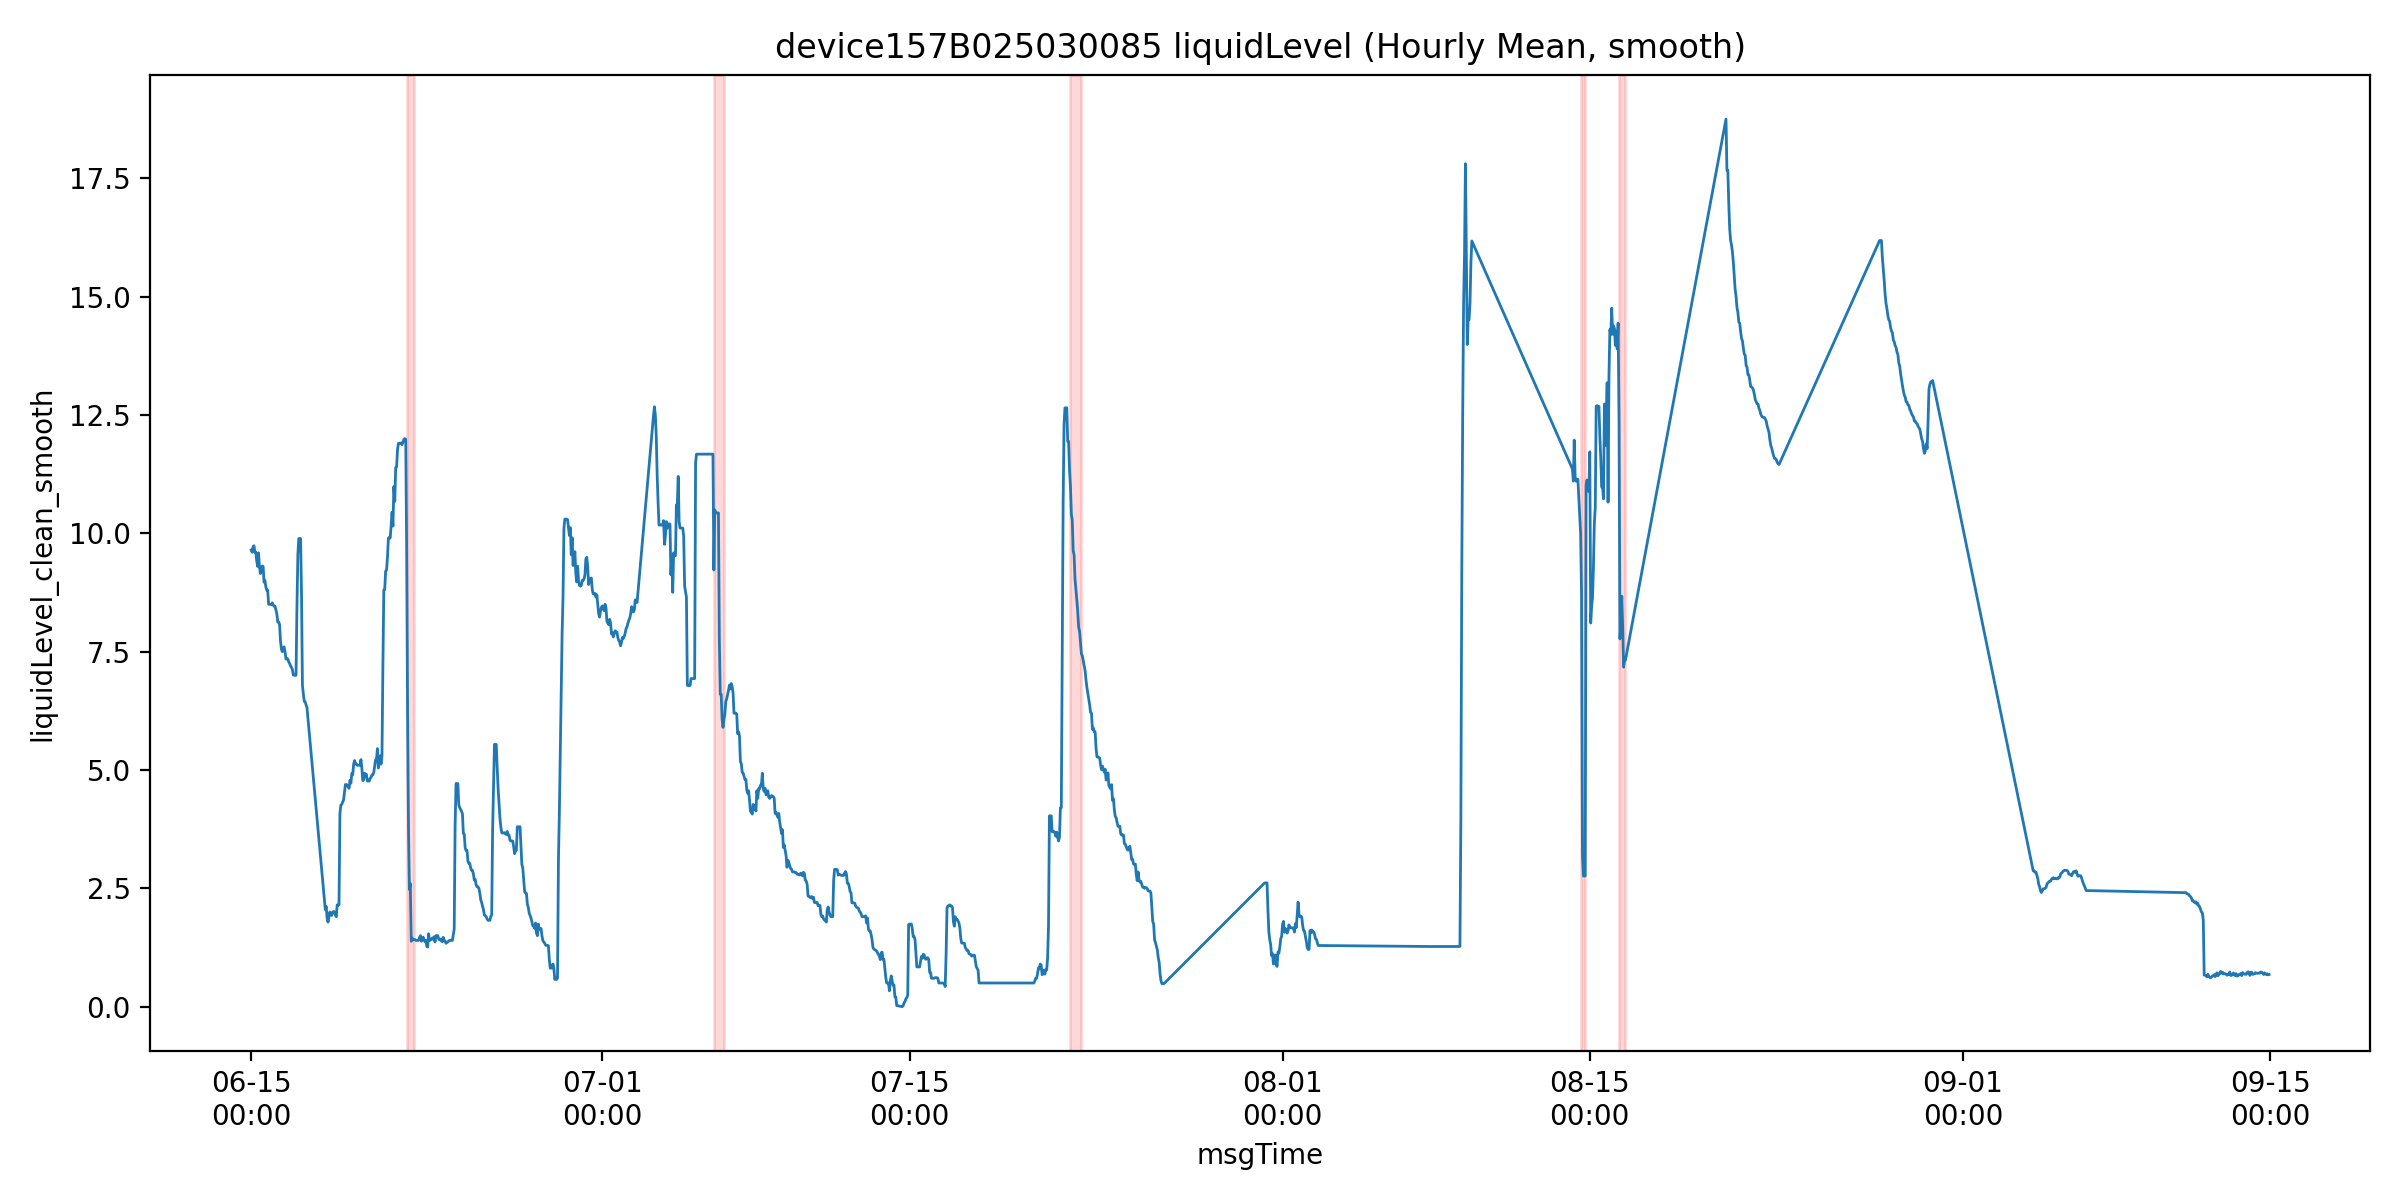 device157B025030085 liquidLevel (Hourly Mean, smooth)
liquidLevel_clean_smooth
17.5
15.0
12.5
10.0
7.5
5.0
2.5
0.0
06-15 07-01 07-15 08-01 08-15 09-01 09-15
00:00 00:00 00:00 00:00 00:00 00:00 00:00
msgTime